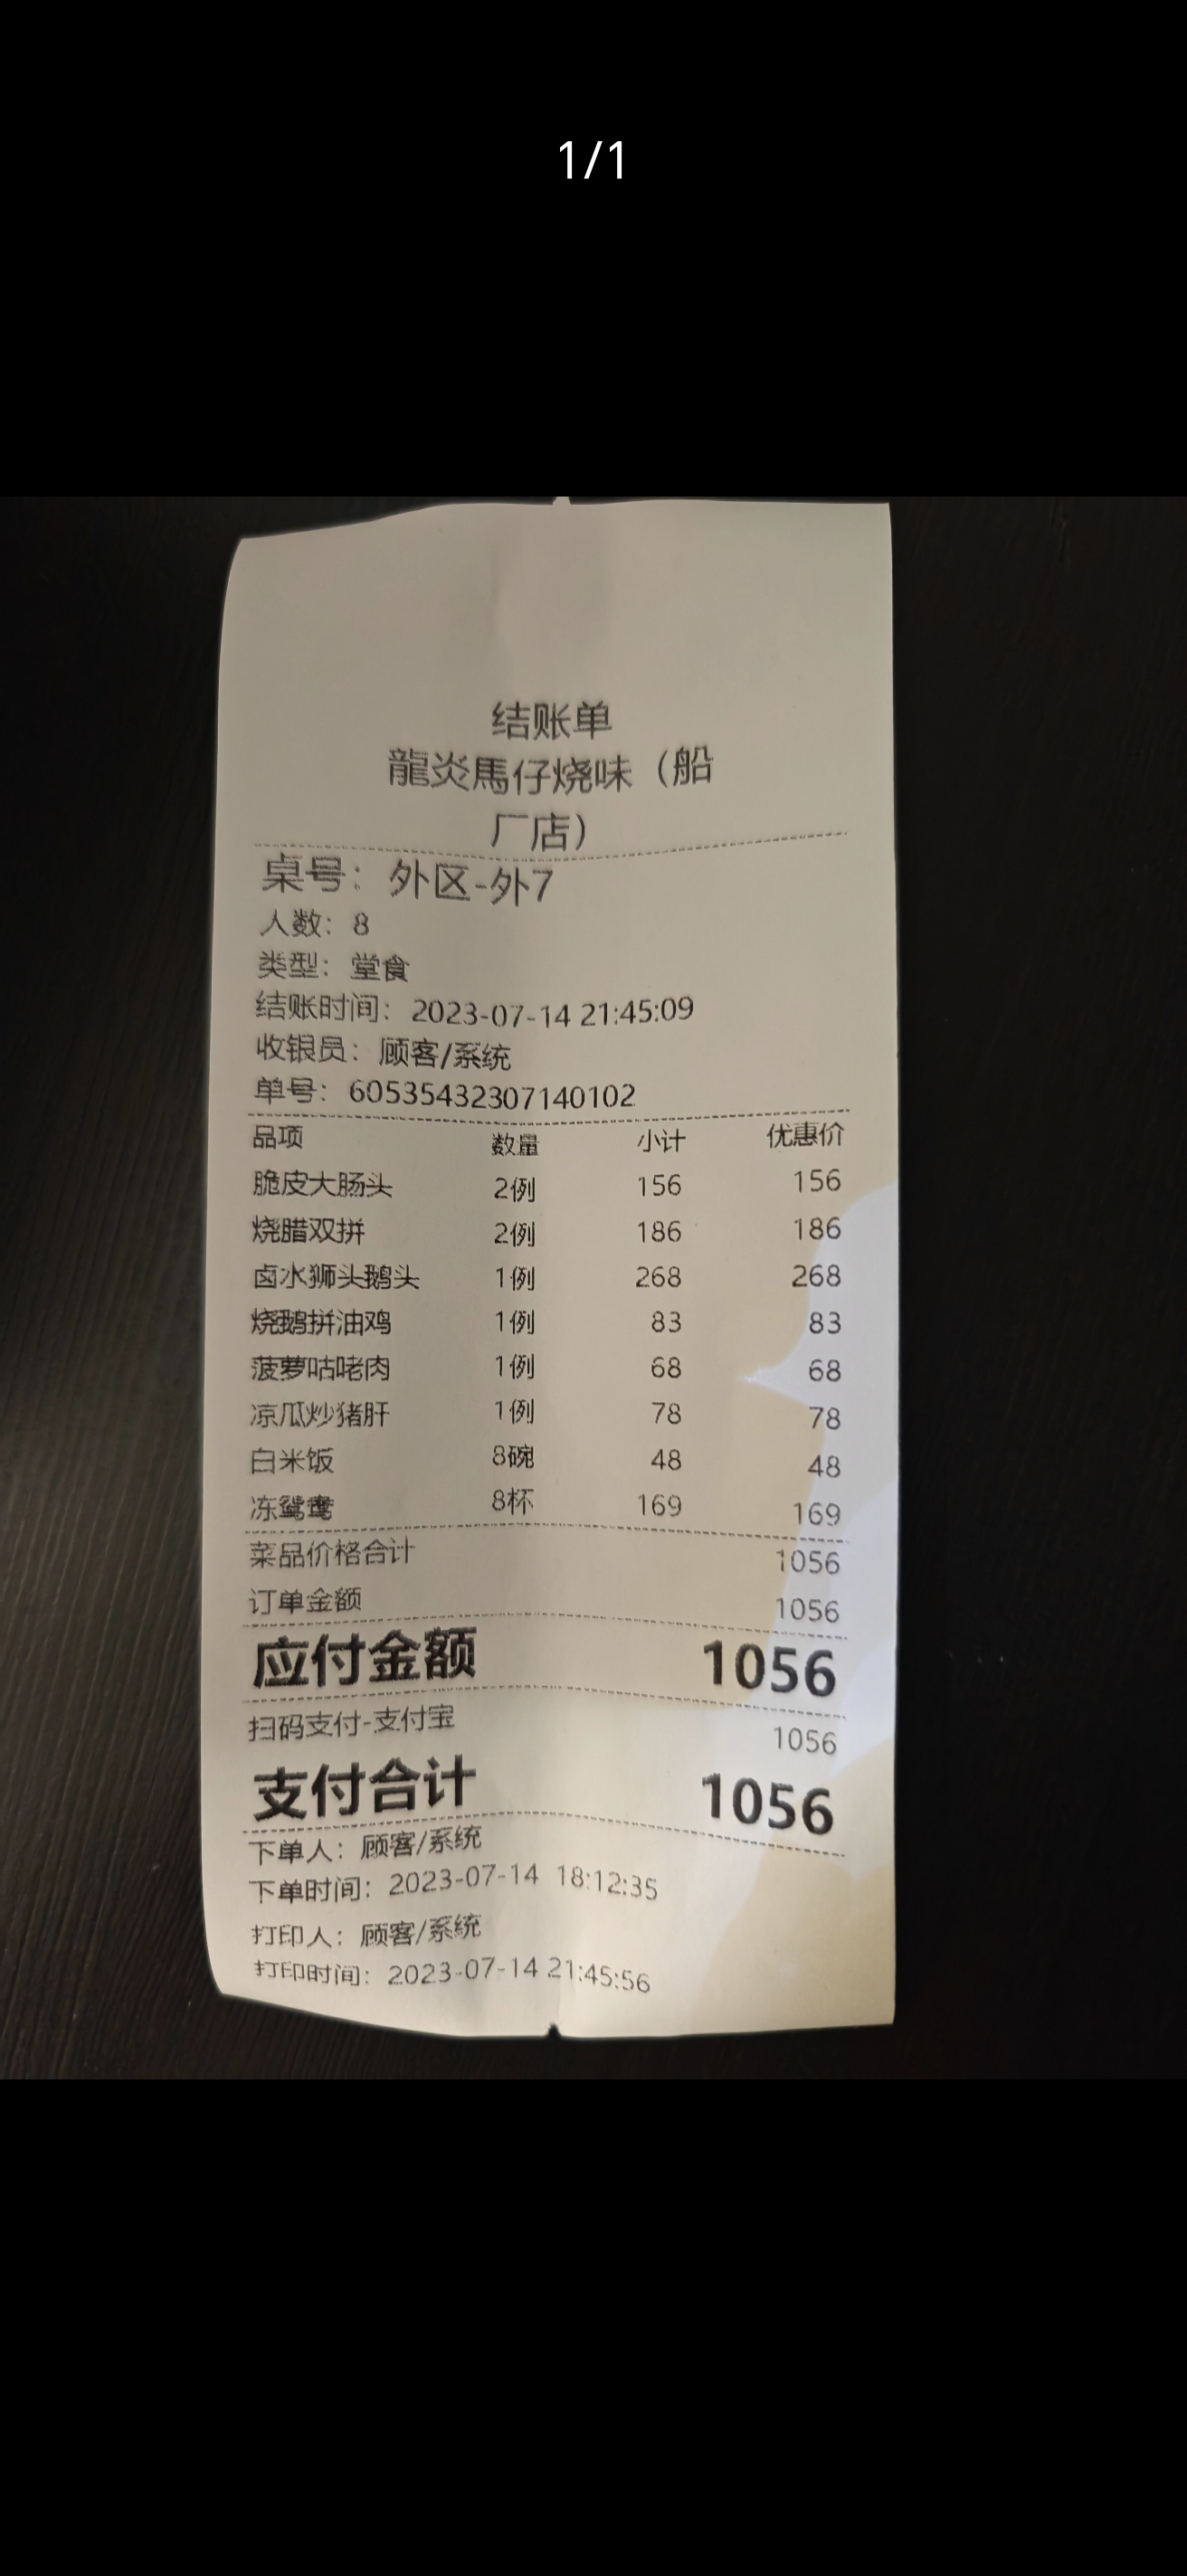 1/1
结账单
龍炎馬仔烧味（船
厂店）
桌号：外区-外7
人数：8
类型：堂食
结账时间：2023-07-14 21:45:09
收银员：顾客/系统
单号：60535432307140102
品项 数量 小计 优惠价
脆皮大肠头 2例 156 156
烧腊双拼 2例 186 186
卤水狮头鹅头 1例 268 268
烧鹅拼油鸡 1例 83 83
菠萝咕咾肉 1例 68 68
凉瓜炒猪肝 1例 78 78
白米饭 8碗 48 48
冻鸳鸯 8杯 169 169
菜品价格合计 1056
订单金额 1056
应付金额 1056
扫码支付-支付宝 1056
支付合计 1056
下单人：顾客/系统
下单时间：2023-07-14 18:12:35
打印人：顾客/系统
打印时间：2023-07-14 21:45:56